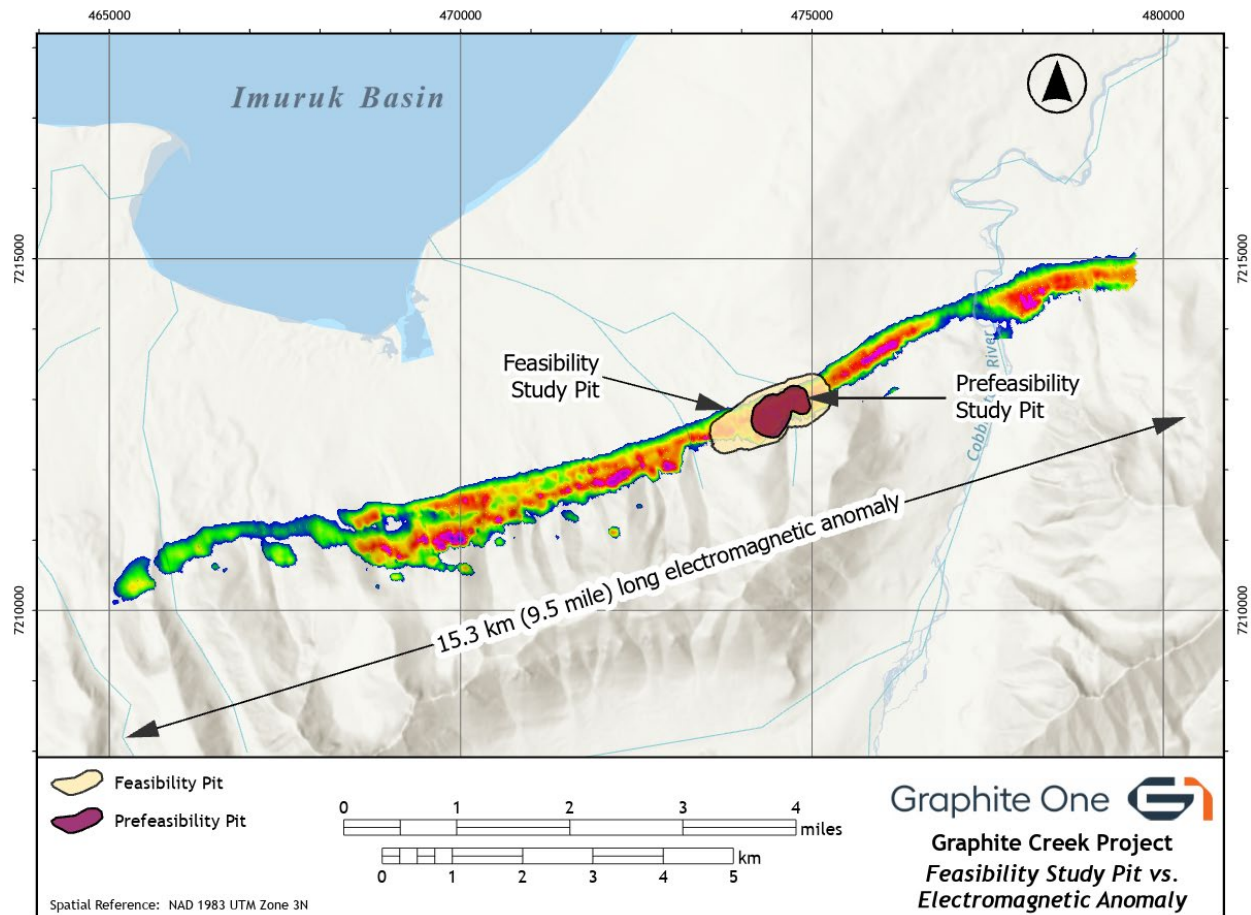 465000
470000
475000
480000
Imuruk Basin
7215000
7215000
Feasibility
Study Pit
Prefeasibility
Study Pit
River
15.3 km (9.5 mile) long electromagnetic anomaly
7210000
7210000
Feasibility Pit
Prefeasibility Pit
0 1 2 3 4
miles
km
0 1 2 3 4 5
Spatial Reference: NAD 1983 UTM Zone 3N
Graphite One G1
Graphite Creek Project
Feasibility Study Pit vs.
Electromagnetic Anomaly